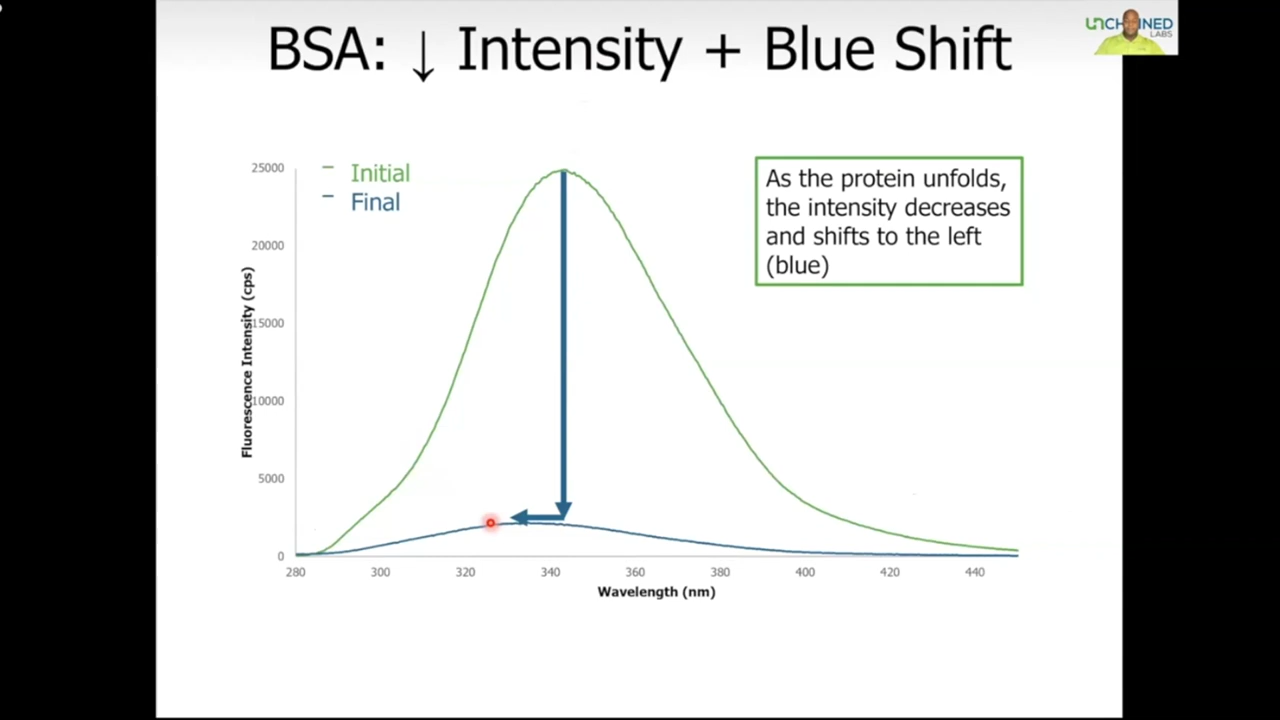 BSA: ↓ Intensity + Blue Shift
UNCHAINED
LABS
Initial
Final
As the protein unfolds,
the intensity decreases
and shifts to the left
(blue)
Fluorescence Intensity (cps)
25000
20000
15000
10000
5000
0
280 300 320 340 360 380 400 420 440
Wavelength (nm)